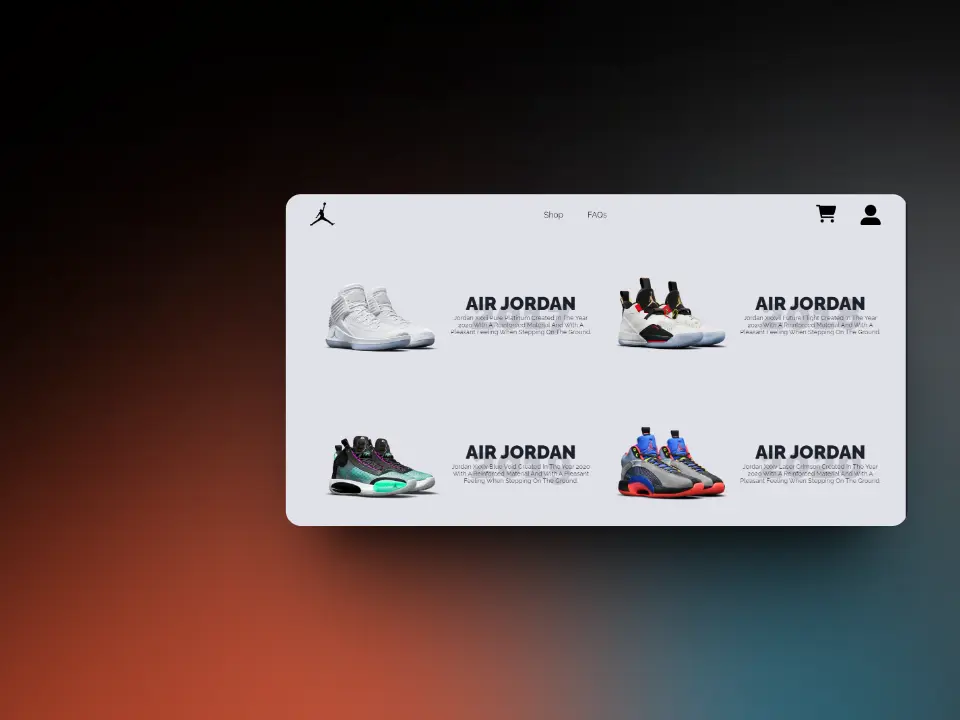 Shop FAQs
AIR JORDAN
Jordan Xxxii Pure Platinum Created In The Year
2020 With A Reinforced Material And With A
Pleasant Feeling When Stepping On The Ground.
AIR JORDAN
Future Flight Created In The Year
2020 With A Reinforced Material And With A
Pleasant Feeling When Stepping On The Ground.
AIR JORDAN
Jordan Xxxiv Blue Void Created In The Year 2020
With A Reinforced Material And With A Pleasant
Feeling When Stepping On The Ground.
AIR JORDAN
Jordan Xxxv Created In The Year
2020 With A Reinforced Material And With A
Pleasant Feeling When Stepping On The Ground.